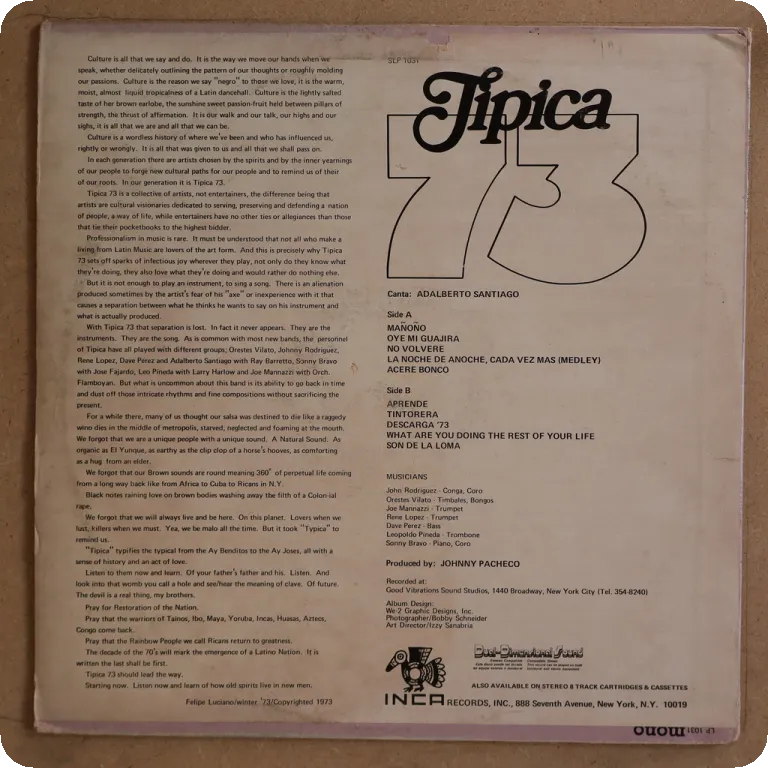 Culture is all that we say and do. It is the way we move our hands when we
speak, whether delicately outlining the pattern of our thoughts or roughly molding
our passions. Culture is the reason we say "negro" to those we love, it is the warm,
moist, almost liquid tropicalness of a Latin dancehall. Culture is the lightly salted
taste of her brown earlobe, the sunshine sweet passion-fruit held between pillars of
strength, the thrust of affirmation. It is our walk and our talk, our highs and our
sighs, it is all that we are and all that we can be.
Culture is a wordless history of where we've been and who has influenced us,
rightly or wrongly. It is all that was given to us and all that we shall pass on.
In each generation there are artists chosen by the spirits and by the inner yearnings
of our people to forge new cultural paths for our people and to remind us of their
of our roots. In our generation it is Tipica 73.
Tipica 73 is a collective of artists, not entertainers, the difference being that
artists are cultural visionaries dedicated to serving, preserving and defending a nation
of people, a way of life, while entertainers have no other ties or allegiances than those
that tie their pocketbooks to the highest bidder.
Professionalism in music is rare. It must be understood that not all who make a
living from Latin Music are lovers of the art form. And this is precisely why Tipica
73 sets off sparks of infectious joy wherever they play, not only do they know what
they're doing, they also love what they're doing and would rather do nothing else.
But it is not enough to play an instrument, to sing a song. There is an alienation
produced sometimes by the artist's fear of his "axe" or inexperience with it that
causes a separation between what he thinks he wants to say on his instrument and
what is actually produced.
With Tipica 73 that separation is lost. In fact it never appears. They are the
instruments. They are the song. As is common with most new bands, the personnel
of Tipica have all played with different groups; Orestes Vilato, Johnny Rodriguez,
Rene Lopez, Dave Perez and Adalberto Santiago with Ray Barretto, Sonny Bravo
with Jose Fajardo, Leo Pineda with Larry Harlow and Joe Mannazzi with Orch.
Flamboyan. But what is uncommon about this band is its ability to go back in time
and dust off those intricate rhythms and fine compositions without sacrificing the
present.
For a while there, many of us thought our salsa was destined to die like a raggedy
wino dies in the middle of metropolis, starved, neglected and foaming at the mouth.
We forgot that we are a unique people with a unique sound. A Natural Sound. As
organic as El Yunque, as earthy as the clip clop of a horse's hooves, as comforting
as a hug from an elder.
We forgot that our Brown sounds are round meaning 360° of perpetual life coming
from a long way back like from Africa to Cuba to Ricans in N.Y.
Black notes raining love on brown bodies washing away the filth of a Colon-ial
rape.
We forgot that we will always live and be here. On this planet. Lovers when we
lust, killers when we must. Yea, we be malo all the time. But it took "Typica" to
remind us.
"Tipica" typifies the typical from the Ay Benditos to the Ay Joses, all with a
sense of history and an act of love.
Listen to them now and learn. Of your father's father and his. Listen. And
look into that womb you call a hole and see/hear the meaning of clave. Of future.
The devil is a real thing, my brothers.
Pray for Restoration of the Nation.
Pray that the warriors of Tainos, Ibo, Maya, Yoruba, Incas, Huasas, Aztecs,
Congo come back.
Pray that the Rainbow People we call Ricans return to greatness.
The decade of the 70's will mark the emergence of a Latino Nation. It is
written the last shall be first.
Tipica 73 should lead the way.
Starting now. Listen now and learn of how old spirits live in new men.
Felipe Luciano/winter '73/Copyrighted 1973
SLP 1031
Tipica
73
Canta: ADALBERTO SANTIAGO
Side A
MAÑOÑO
OYE MI GUAJIRA
NO VOLVERE
LA NOCHE DE ANOCHE, CADA VEZ MAS (MEDLEY)
ACERE BONCO
Side B
APRENDE
TINTORERA
DESCARGA '73
WHAT ARE YOU DOING THE REST OF YOUR LIFE
SON DE LA LOMA
MUSICIANS
John Rodriguez - Conga, Coro
Orestes Vilato - Timbales, Bongos
Joe Mannazzi - Trumpet
Rene Lopez - Trumpet
Dave Perez - Bass
Leopoldo Pineda - Trombone
Sonny Bravo - Piano, Coro
Produced by: JOHNNY PACHECO
Recorded at:
Good Vibrations Sound Studios, 1440 Broadway, New York City (Tel. 354-8240)
Album Design:
We-2 Graphic Designs, Inc.
Photographer/Bobby Schneider
Art Director/Izzy Sanabria
Dual-Dimensional Sound
ALSO AVAILABLE ON STEREO 8 TRACK CARTRIDGES & CASSETTES
INCA RECORDS, INC., 888 Seventh Avenue, New York, N.Y. 10019
LP 1031 mono